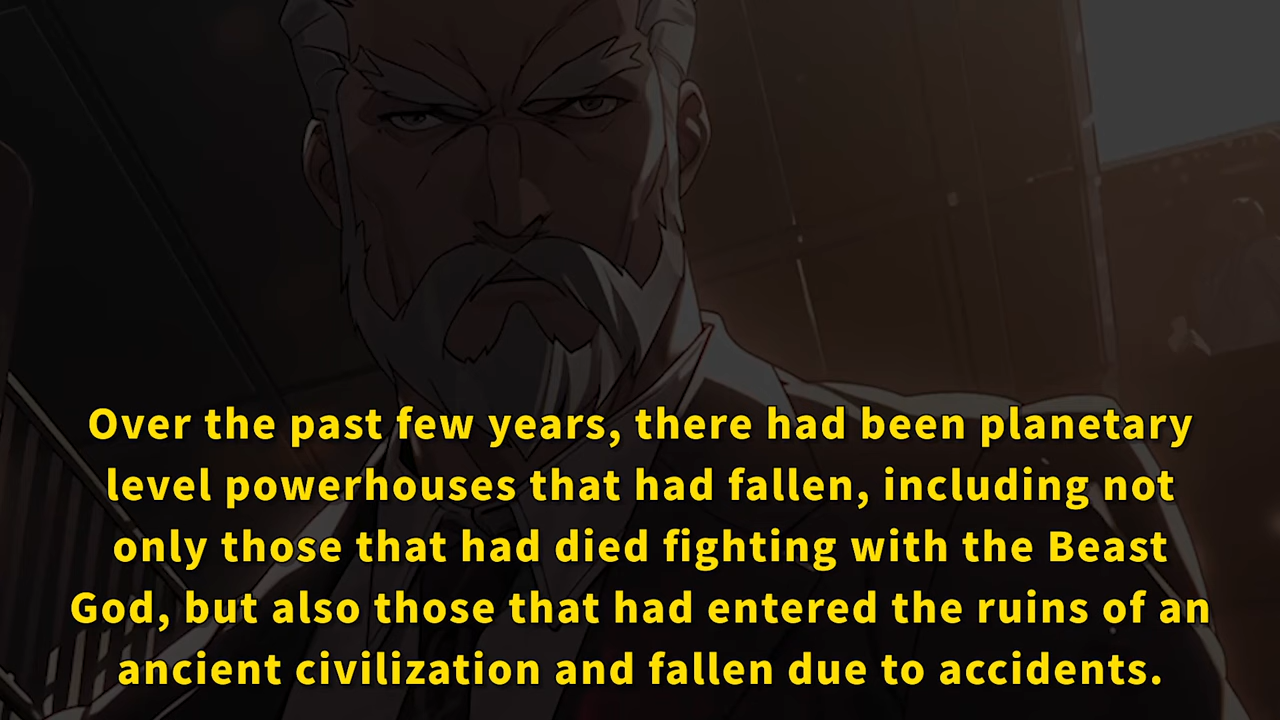 Over the past few years, there had been planetary
level powerhouses that had fallen, including not
only those that had died fighting with the Beast
God, but also those that had entered the ruins of an
ancient civilization and fallen due to accidents.